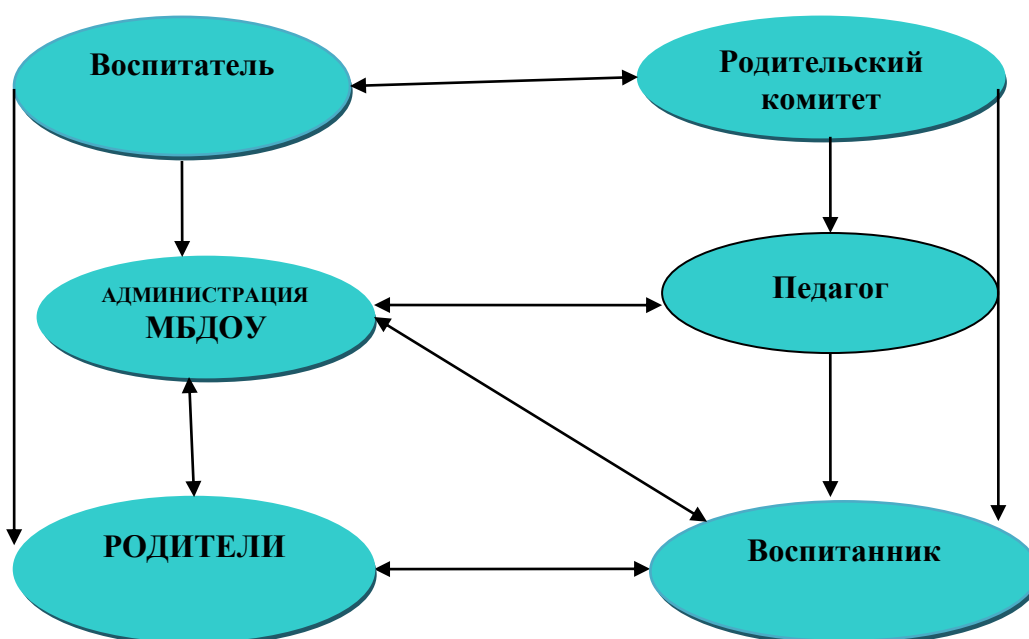 Воспитатель
Родительский
комитет
АДМИНИСТРАЦИЯ
МБДОУ
Педагог
РОДИТЕЛИ
Воспитанник